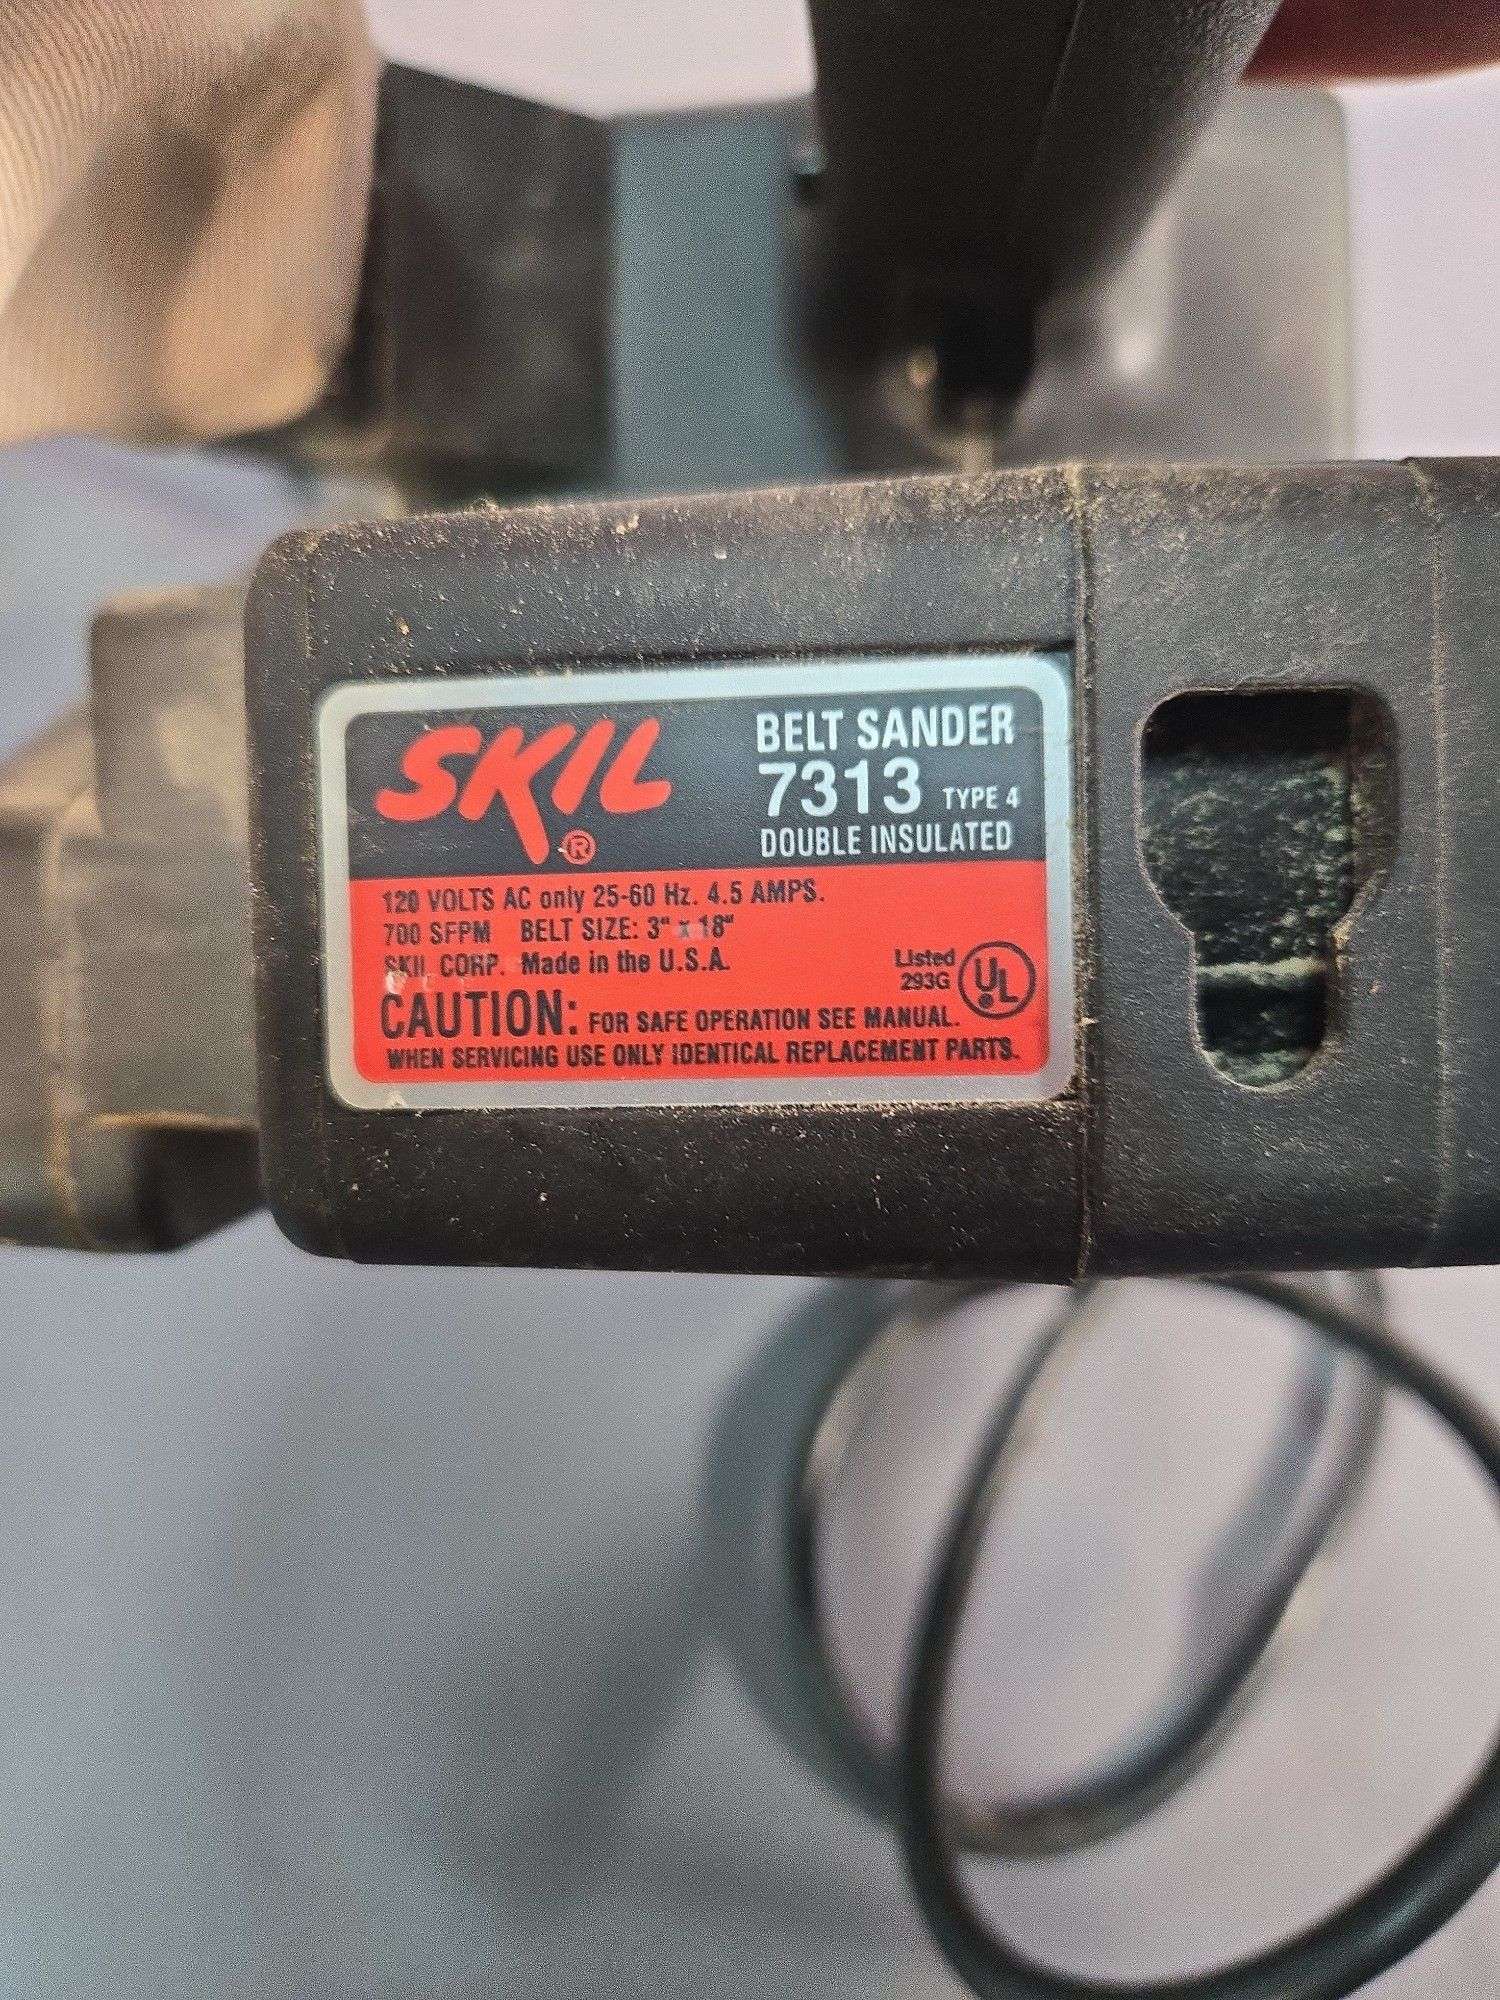 SKIL®
BELT SANDER
7313 TYPE 4
DOUBLE INSULATED
120 VOLTS AC only 25-60 Hz. 4.5 AMPS.
700 SFPM BELT SIZE: 3" x 18"
SKIL CORP. Made in the U.S.A.
Listed
293G
UL
CAUTION: FOR SAFE OPERATION SEE MANUAL.
WHEN SERVICING USE ONLY IDENTICAL REPLACEMENT PARTS.